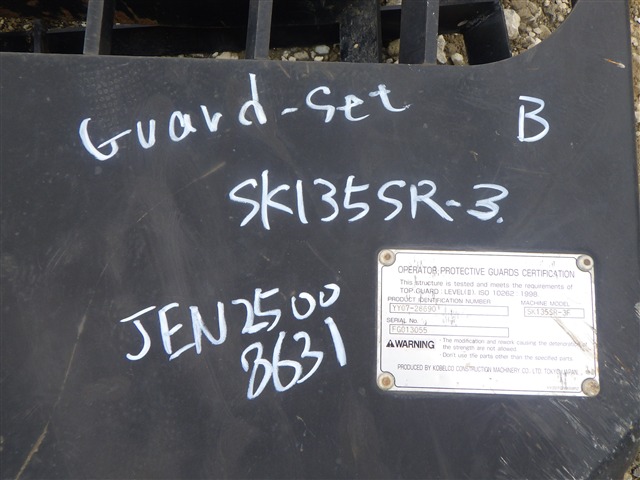 Guard-Set B
SK135SR-3.
JEN2500
3631
OPERATOR PROTECTIVE GUARDS CERTIFICATION
This structure is tested and meets the requirements of
TOP GUARD : LEVEL(Ⅱ), ISO 10262 : 1998.
PRODUCT IDENTIFICATION NUMBER MACHINE MODEL
SK135SR-3F
SERIAL No.
FG013055
WARNING · The modification and rework causing the deterioration of
the strength are not allowed.
· Don't use the parts other than the specified parts.
PRODUCED BY KOBELCO CONSTRUCTION MACHINERY CO., LTD. TOKYO JAPAN